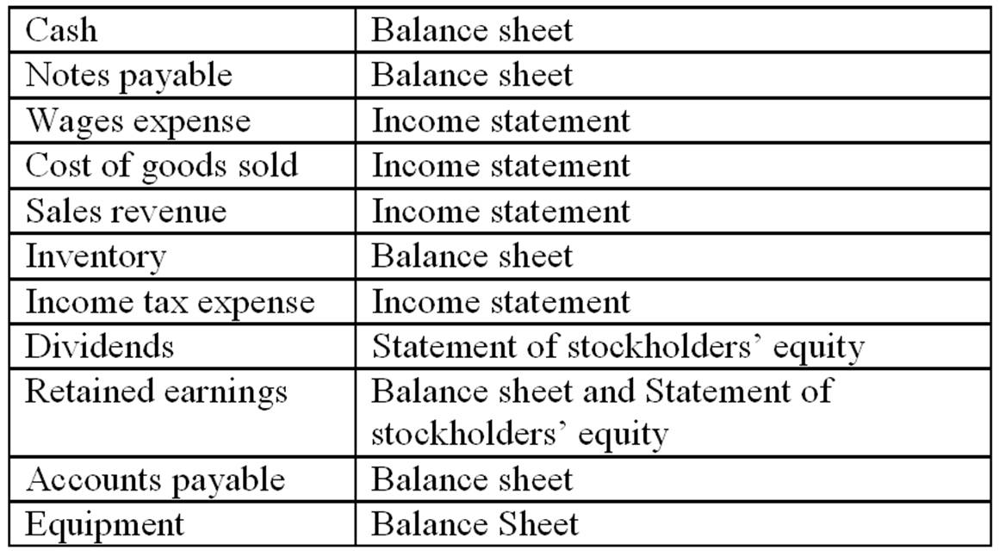 Cash Balance sheet
Notes payable Balance sheet
Wages expense Income statement
Cost of goods sold Income statement
Sales revenue Income statement
Inventory Balance sheet
Income tax expense Income statement
Dividends Statement of stockholders’ equity
Retained earnings Balance sheet and Statement of
stockholders’ equity
Accounts payable Balance sheet
Equipment Balance Sheet